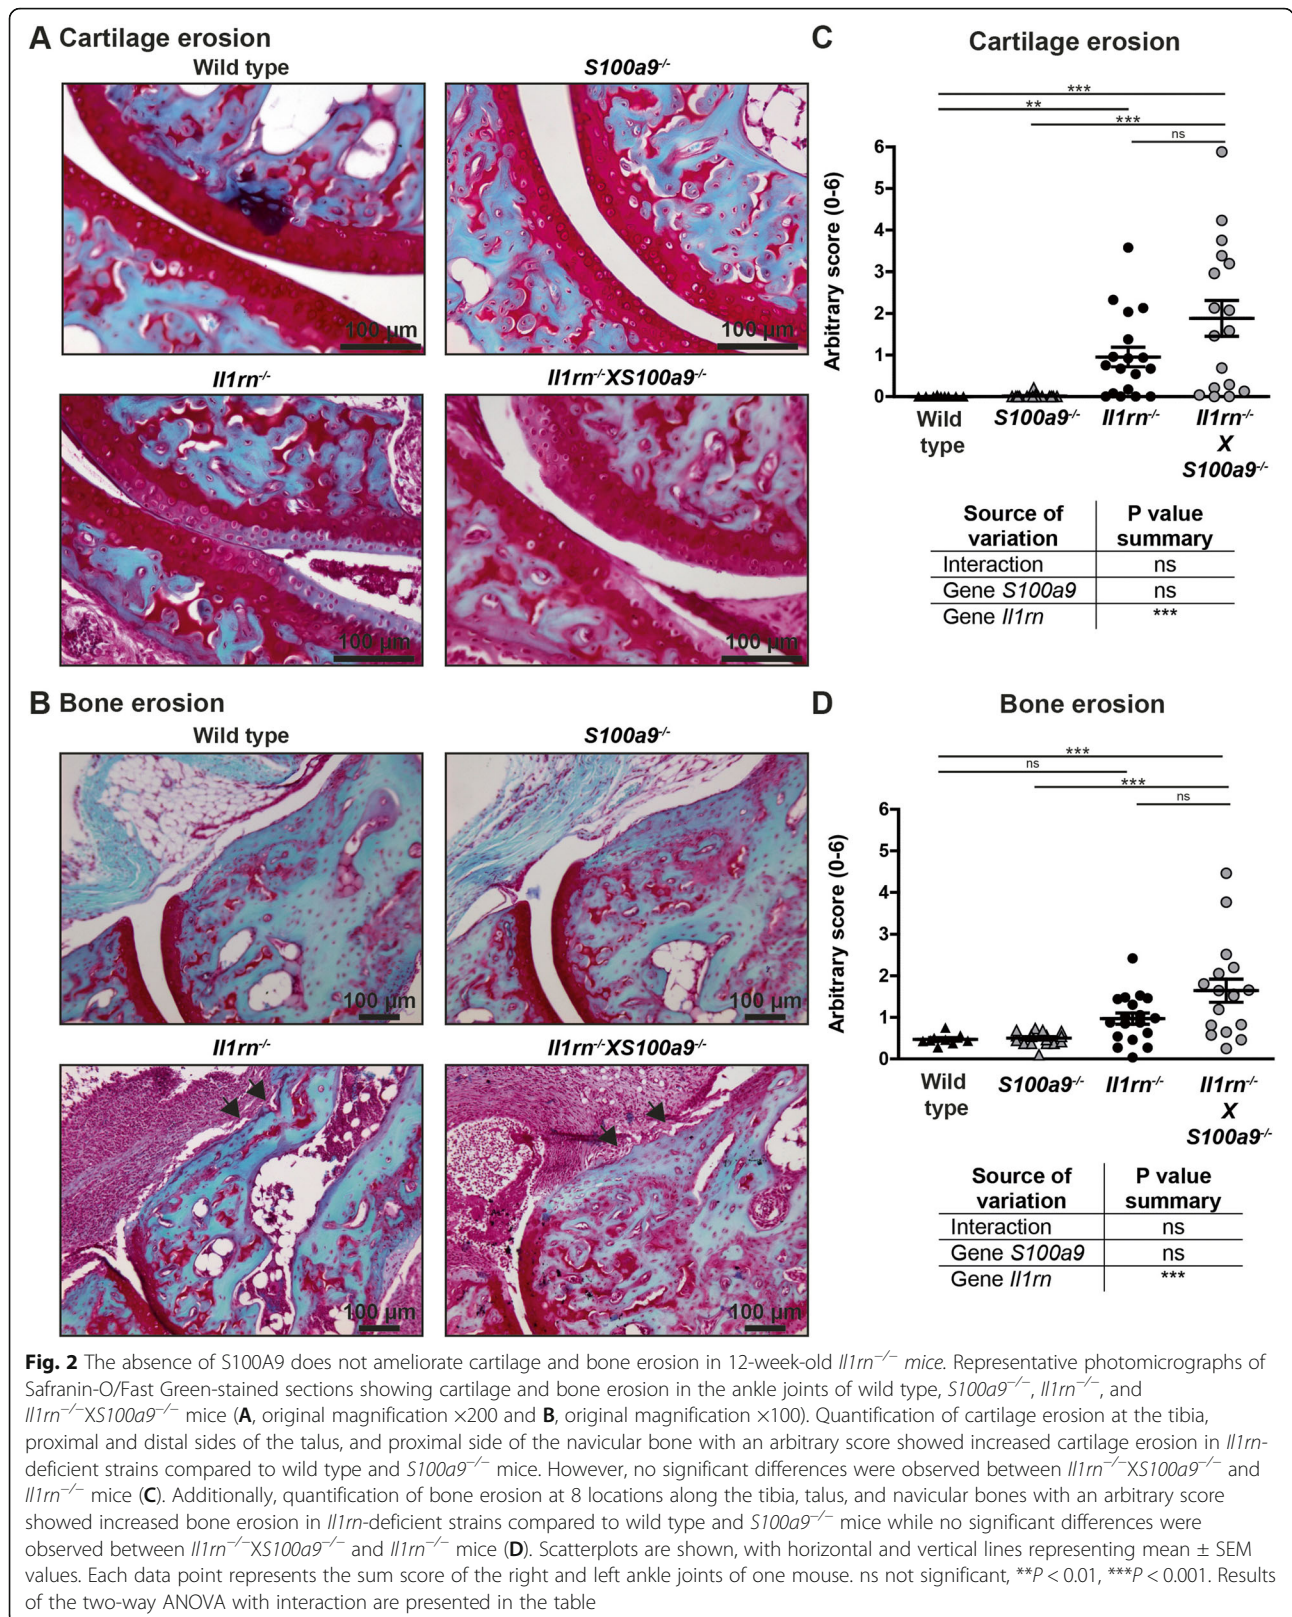 A Cartilage erosion
Wild type
S100a9-/-
100 µm
100 µm
Il1rn-/-
Il1rn-/-XS100a9-/-
100 µm
100 µm
B Bone erosion
Wild type
S100a9-/-
100 µm
100 µm
Il1rn-/-
Il1rn-/-XS100a9-/-
100 µm
100 µm
C Cartilage erosion
***
**
***
ns
Arbitrary score (0-6)
6
5
4
3
2
1
0
Wild type
S100a9-/-
Il1rn-/-
Il1rn-/-
X
S100a9-/-
Source of variation P value summary
Interaction ns
Gene S100a9 ns
Gene Il1rn ***
D Bone erosion
***
ns
***
ns
Arbitrary score (0-6)
6
5
4
3
2
1
0
Wild type
S100a9-/-
Il1rn-/-
Il1rn-/-
X
S100a9-/-
Source of variation P value summary
Interaction ns
Gene S100a9 ns
Gene Il1rn ***
Fig. 2 The absence of S100A9 does not ameliorate cartilage and bone erosion in 12-week-old Il1rn−/− mice. Representative photomicrographs of
Safranin-O/Fast Green-stained sections showing cartilage and bone erosion in the ankle joints of wild type, S100a9−/−, Il1rn−/−, and
Il1rn−/−XS100a9−/− mice (A, original magnification ×200 and B, original magnification ×100). Quantification of cartilage erosion at the tibia,
proximal and distal sides of the talus, and proximal side of the navicular bone with an arbitrary score showed increased cartilage erosion in Il1rn-
deficient strains compared to wild type and S100a9−/− mice. However, no significant differences were observed between Il1rn−/−XS100a9−/− and
Il1rn−/− mice (C). Additionally, quantification of bone erosion at 8 locations along the tibia, talus, and navicular bones with an arbitrary score
showed increased bone erosion in Il1rn-deficient strains compared to wild type and S100a9−/− mice while no significant differences were
observed between Il1rn−/−XS100a9−/− and Il1rn−/− mice (D). Scatterplots are shown, with horizontal and vertical lines representing mean ± SEM
values. Each data point represents the sum score of the right and left ankle joints of one mouse. ns not significant, **P < 0.01, ***P < 0.001. Results
of the two-way ANOVA with interaction are presented in the table